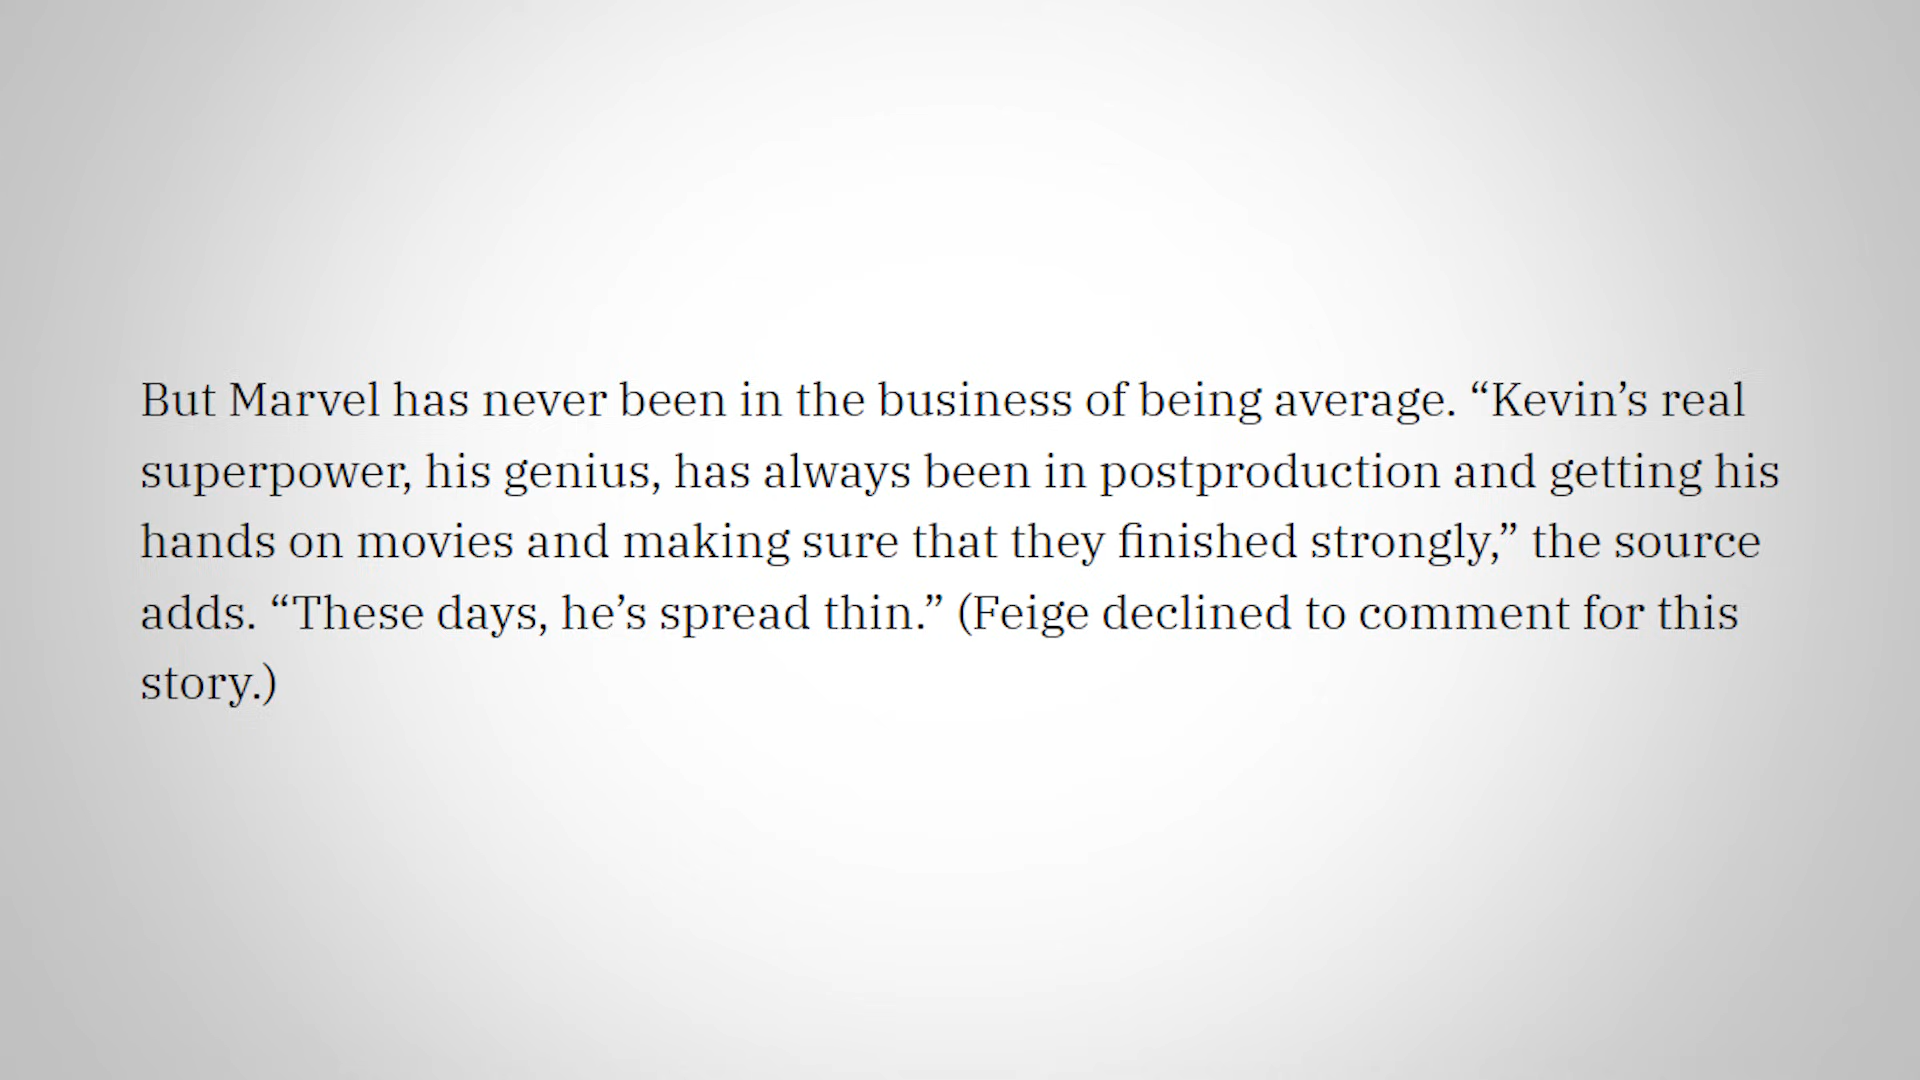 But Marvel has never been in the business of being average. “Kevin’s real
superpower, his genius, has always been in postproduction and getting his
hands on movies and making sure that they finished strongly,” the source
adds. “These days, he’s spread thin.” (Feige declined to comment for this
story.)